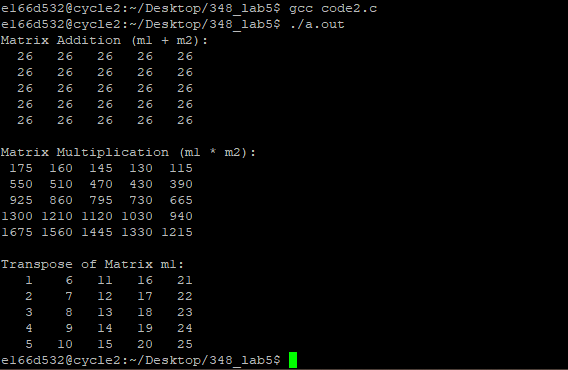 e166d532@cycle2:~/Desktop/348_lab5$ gcc code2.c
e166d532@cycle2:~/Desktop/348_lab5$ ./a.out
Matrix Addition (m1 + m2):
  26   26   26   26   26
  26   26   26   26   26
  26   26   26   26   26
  26   26   26   26   26
  26   26   26   26   26

Matrix Multiplication (m1 * m2):
 175  160  145  130  115
 550  510  470  430  390
 925  860  795  730  665
1300 1210 1120 1030  940
1675 1560 1445 1330 1215

Transpose of Matrix m1:
   1    6   11   16   21
   2    7   12   17   22
   3    8   13   18   23
   4    9   14   19   24
   5   10   15   20   25
e166d532@cycle2:~/Desktop/348_lab5$